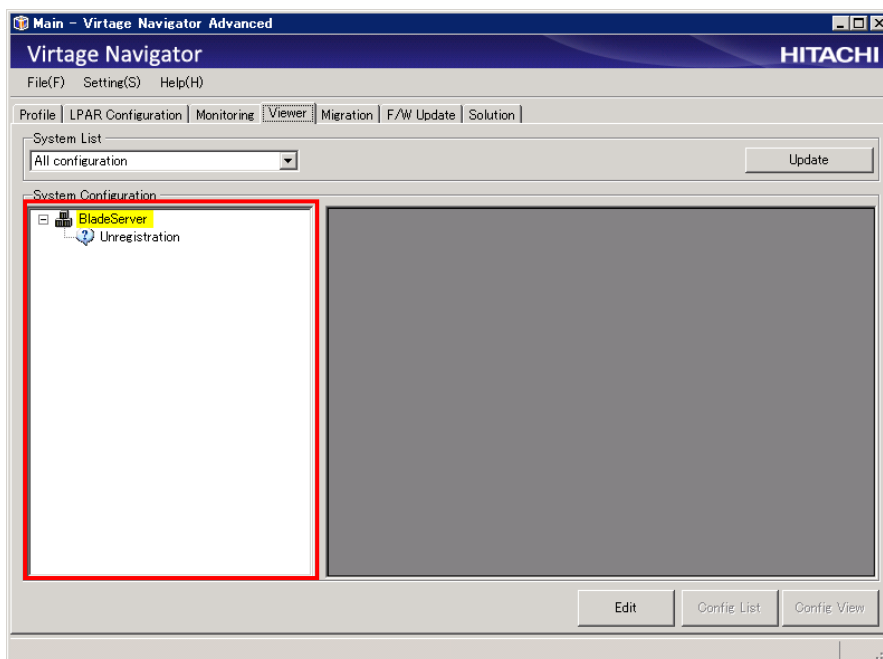 Main - Virtage Navigator Advanced
Virtage Navigator HITACHI
File(F) Setting(S) Help(H)
Profile LPAR Configuration Monitoring Viewer Migration F/W Update Solution
System List
All configuration Update
System Configuration
BladeServer
Unregistration
Edit Config List Config View